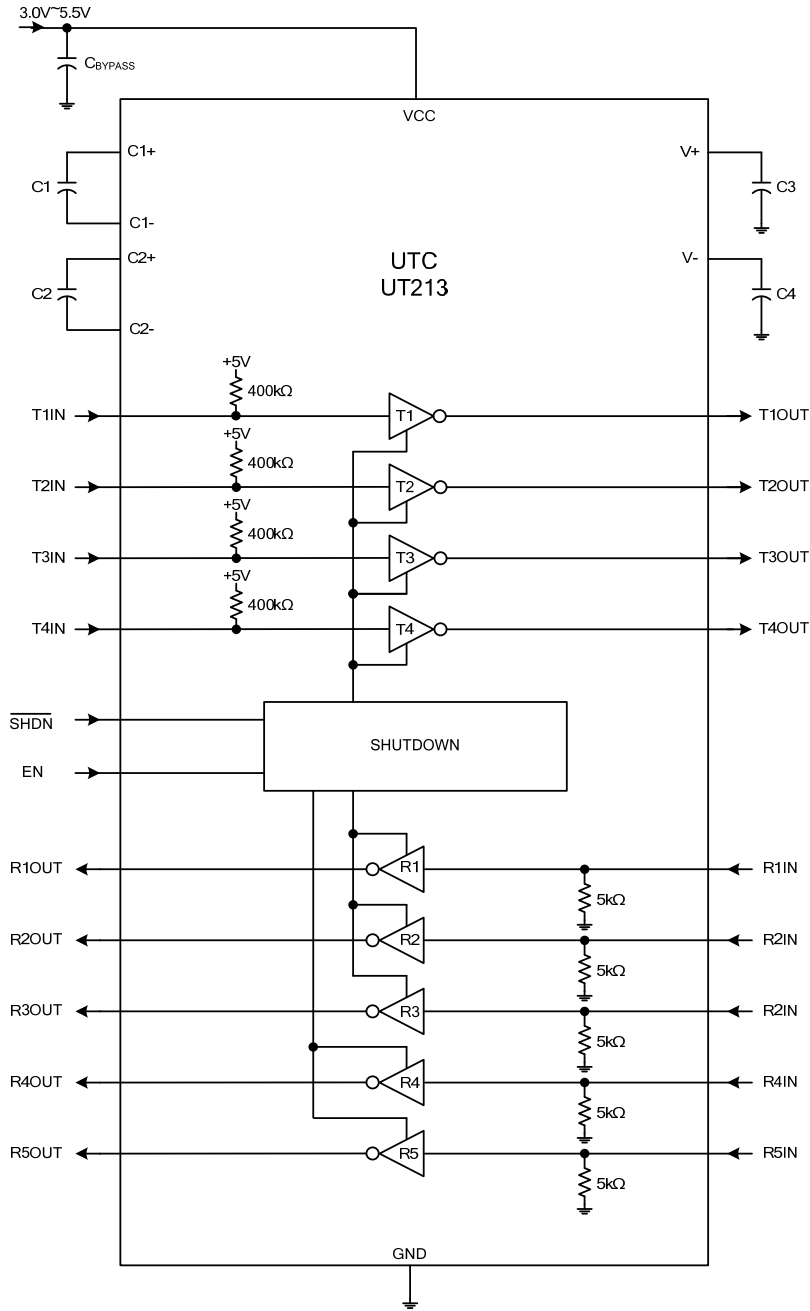 3.0V~5.5V
CBYPASS
VCC
C1+
V+
C1
C3
C1-
C2+
V-
UTC
UT213
C2
C4
C2-
+5V
400kΩ
T1IN
T1
T1OUT
+5V
400kΩ
T2IN
T2
T2OUT
+5V
400kΩ
T3IN
T3
T3OUT
+5V
400kΩ
T4IN
T4
T4OUT
SHDN
SHUTDOWN
EN
R1OUT
R1
R1IN
5kΩ
R2OUT
R2
R2IN
5kΩ
R3OUT
R3
R2IN
5kΩ
R4OUT
R4
R4IN
5kΩ
R5OUT
R5
R5IN
5kΩ
GND